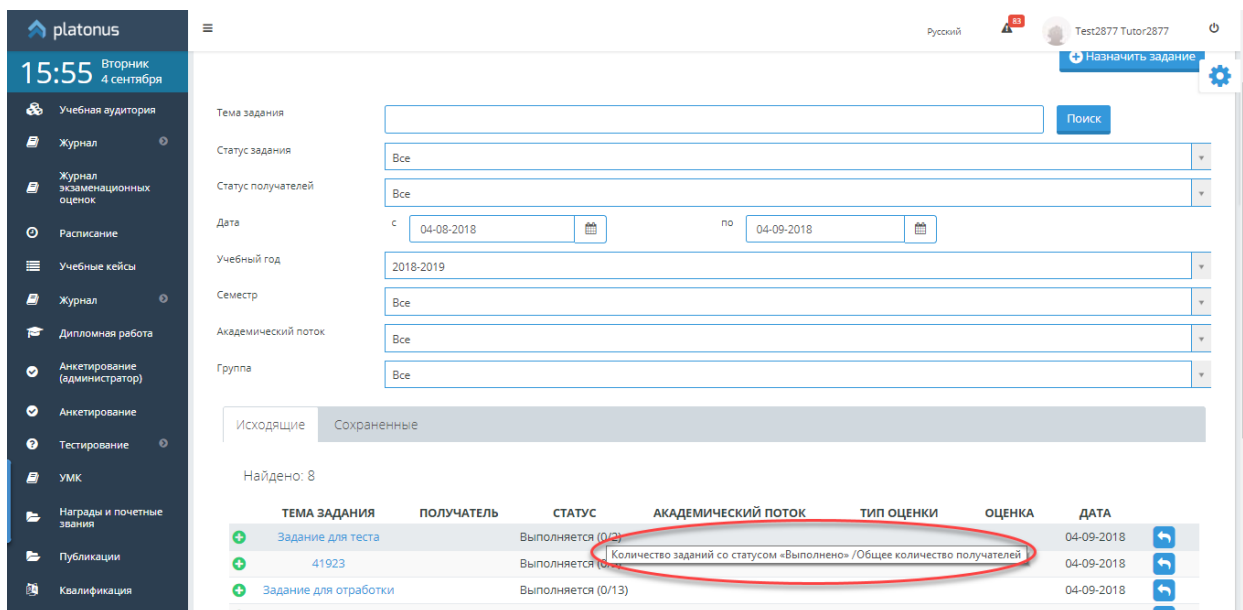 platonus
Русский
83
Test2877 Tutor2877
15:55 Вторник
4 сентября
Назначить задание
Учебная аудитория
Журнал
Журнал
экзаменационных
оценок
Расписание
Учебные кейсы
Журнал
Дипломная работа
Анкетирование
(администратор)
Анкетирование
Тестирование
УМК
Награды и почетные
звания
Публикации
Квалификация
Тема задания
Поиск
Статус задания
Все
Статус получателей
Все
Дата с 04-08-2018 по 04-09-2018
Учебный год
2018-2019
Семестр
Все
Академический поток
Все
Группа
Все
Исходящие Сохраненные
Найдено: 8
ТЕМА ЗАДАНИЯ ПОЛУЧАТЕЛЬ СТАТУС АКАДЕМИЧЕСКИЙ ПОТОК ТИП ОЦЕНКИ ОЦЕНКА ДАТА
Задание для теста Выполняется (0/2) 04-09-2018
Количество заданий со статусом «Выполнено» /Общее количество получателей
41923 Выполняется 04-09-2018
Задание для отработки Выполняется (0/13) 04-09-2018